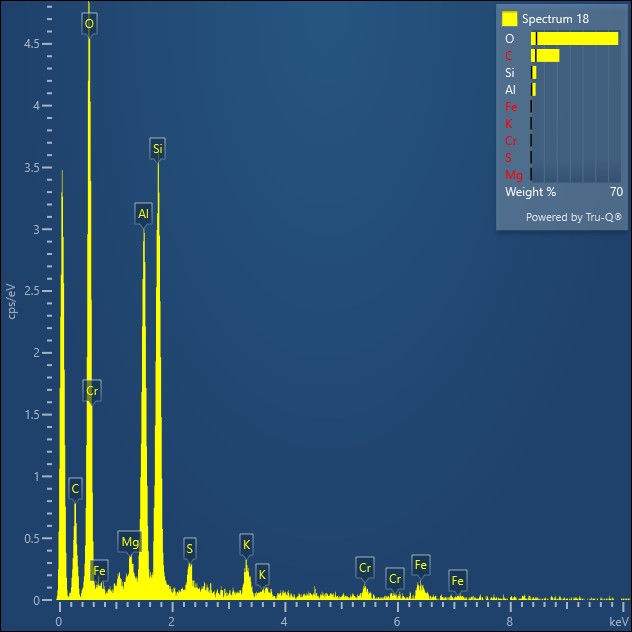 Spectrum 18
O
C
Si
Al
Fe
K
Cr
S
Mg
Weight % 70
Powered by Tru-Q®
O
4.5
4
Si
3.5
Al
3
2.5
cps/eV
2
Cr
1.5
1
C
Mg
0.5
S
K
Fe
K
Cr
Cr
Fe
Fe
0
0 2 4 6 8 keV